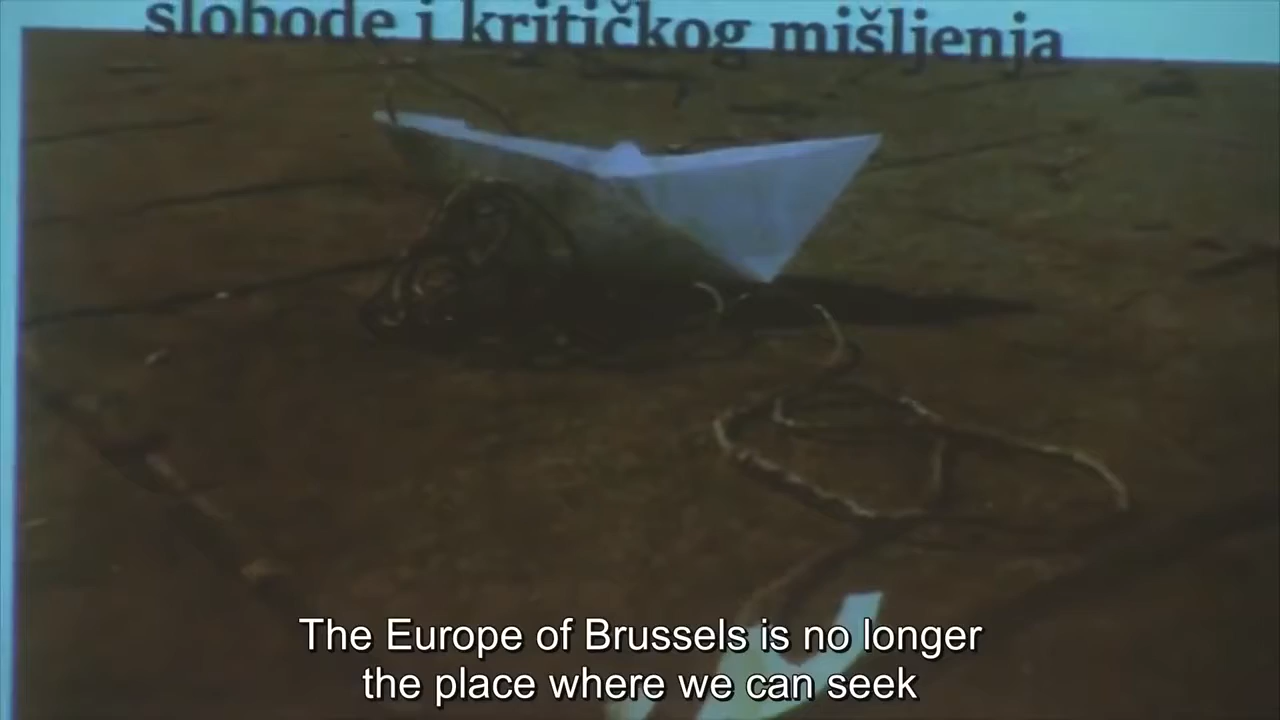 slobode i kritičkog mišljenja
The Europe of Brussels is no longer
the place where we can seek